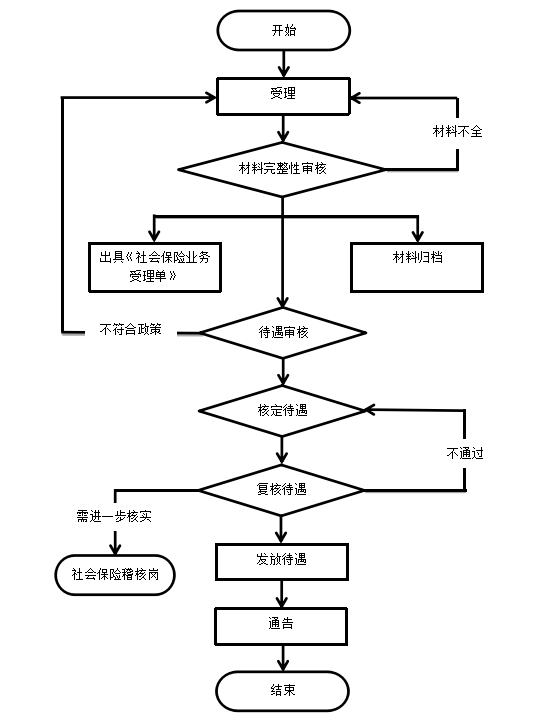 开始
受理
材料不全
材料完整性审核
出具《社会保险业务
受理单》
材料归档
不符合政策
待遇审核
核定待遇
不通过
复核待遇
需进一步核实
发放待遇
社会保险稽核岗
通告
结束